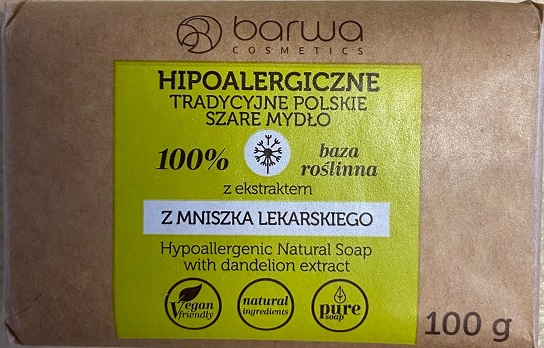 barwa
COSMETICS
HIPOALERGICZNE
TRADYCYJNE POLSKIE
SZARE MYDŁO
100% baza
roślinna
z ekstraktem
Z MNISZKA LEKARSKIEGO
Hypoallergenic Natural Soap
with dandelion extract
Vegan
friendly
natural
ingredients
pure
soap
100 g